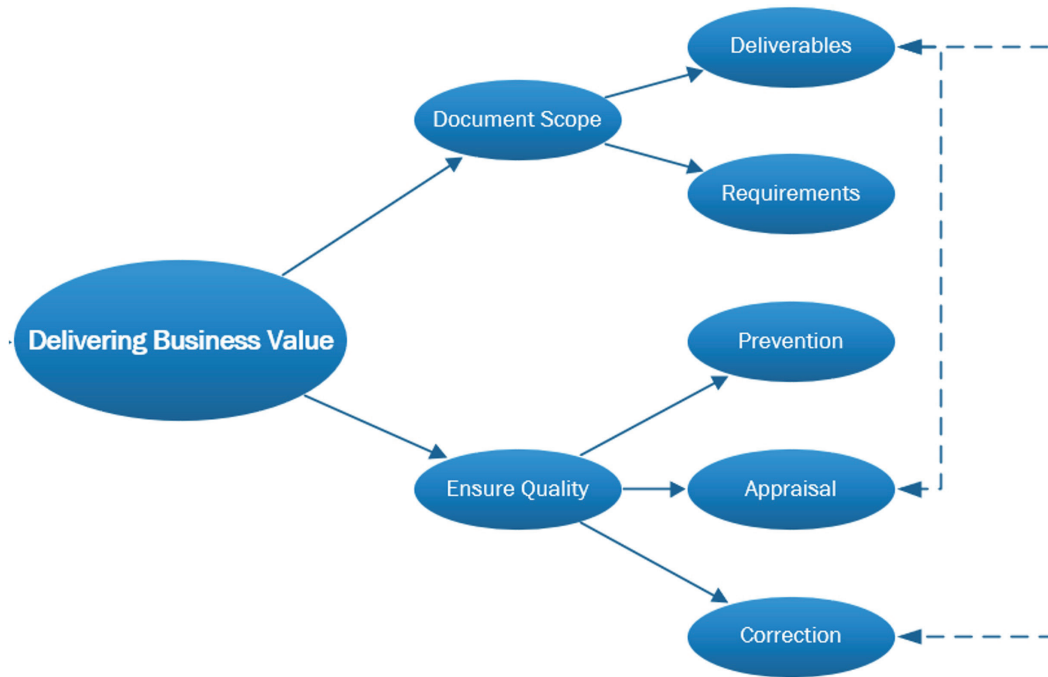 Deliverables
Document Scope
Requirements
Delivering Business Value
Prevention
Ensure Quality
Appraisal
Correction